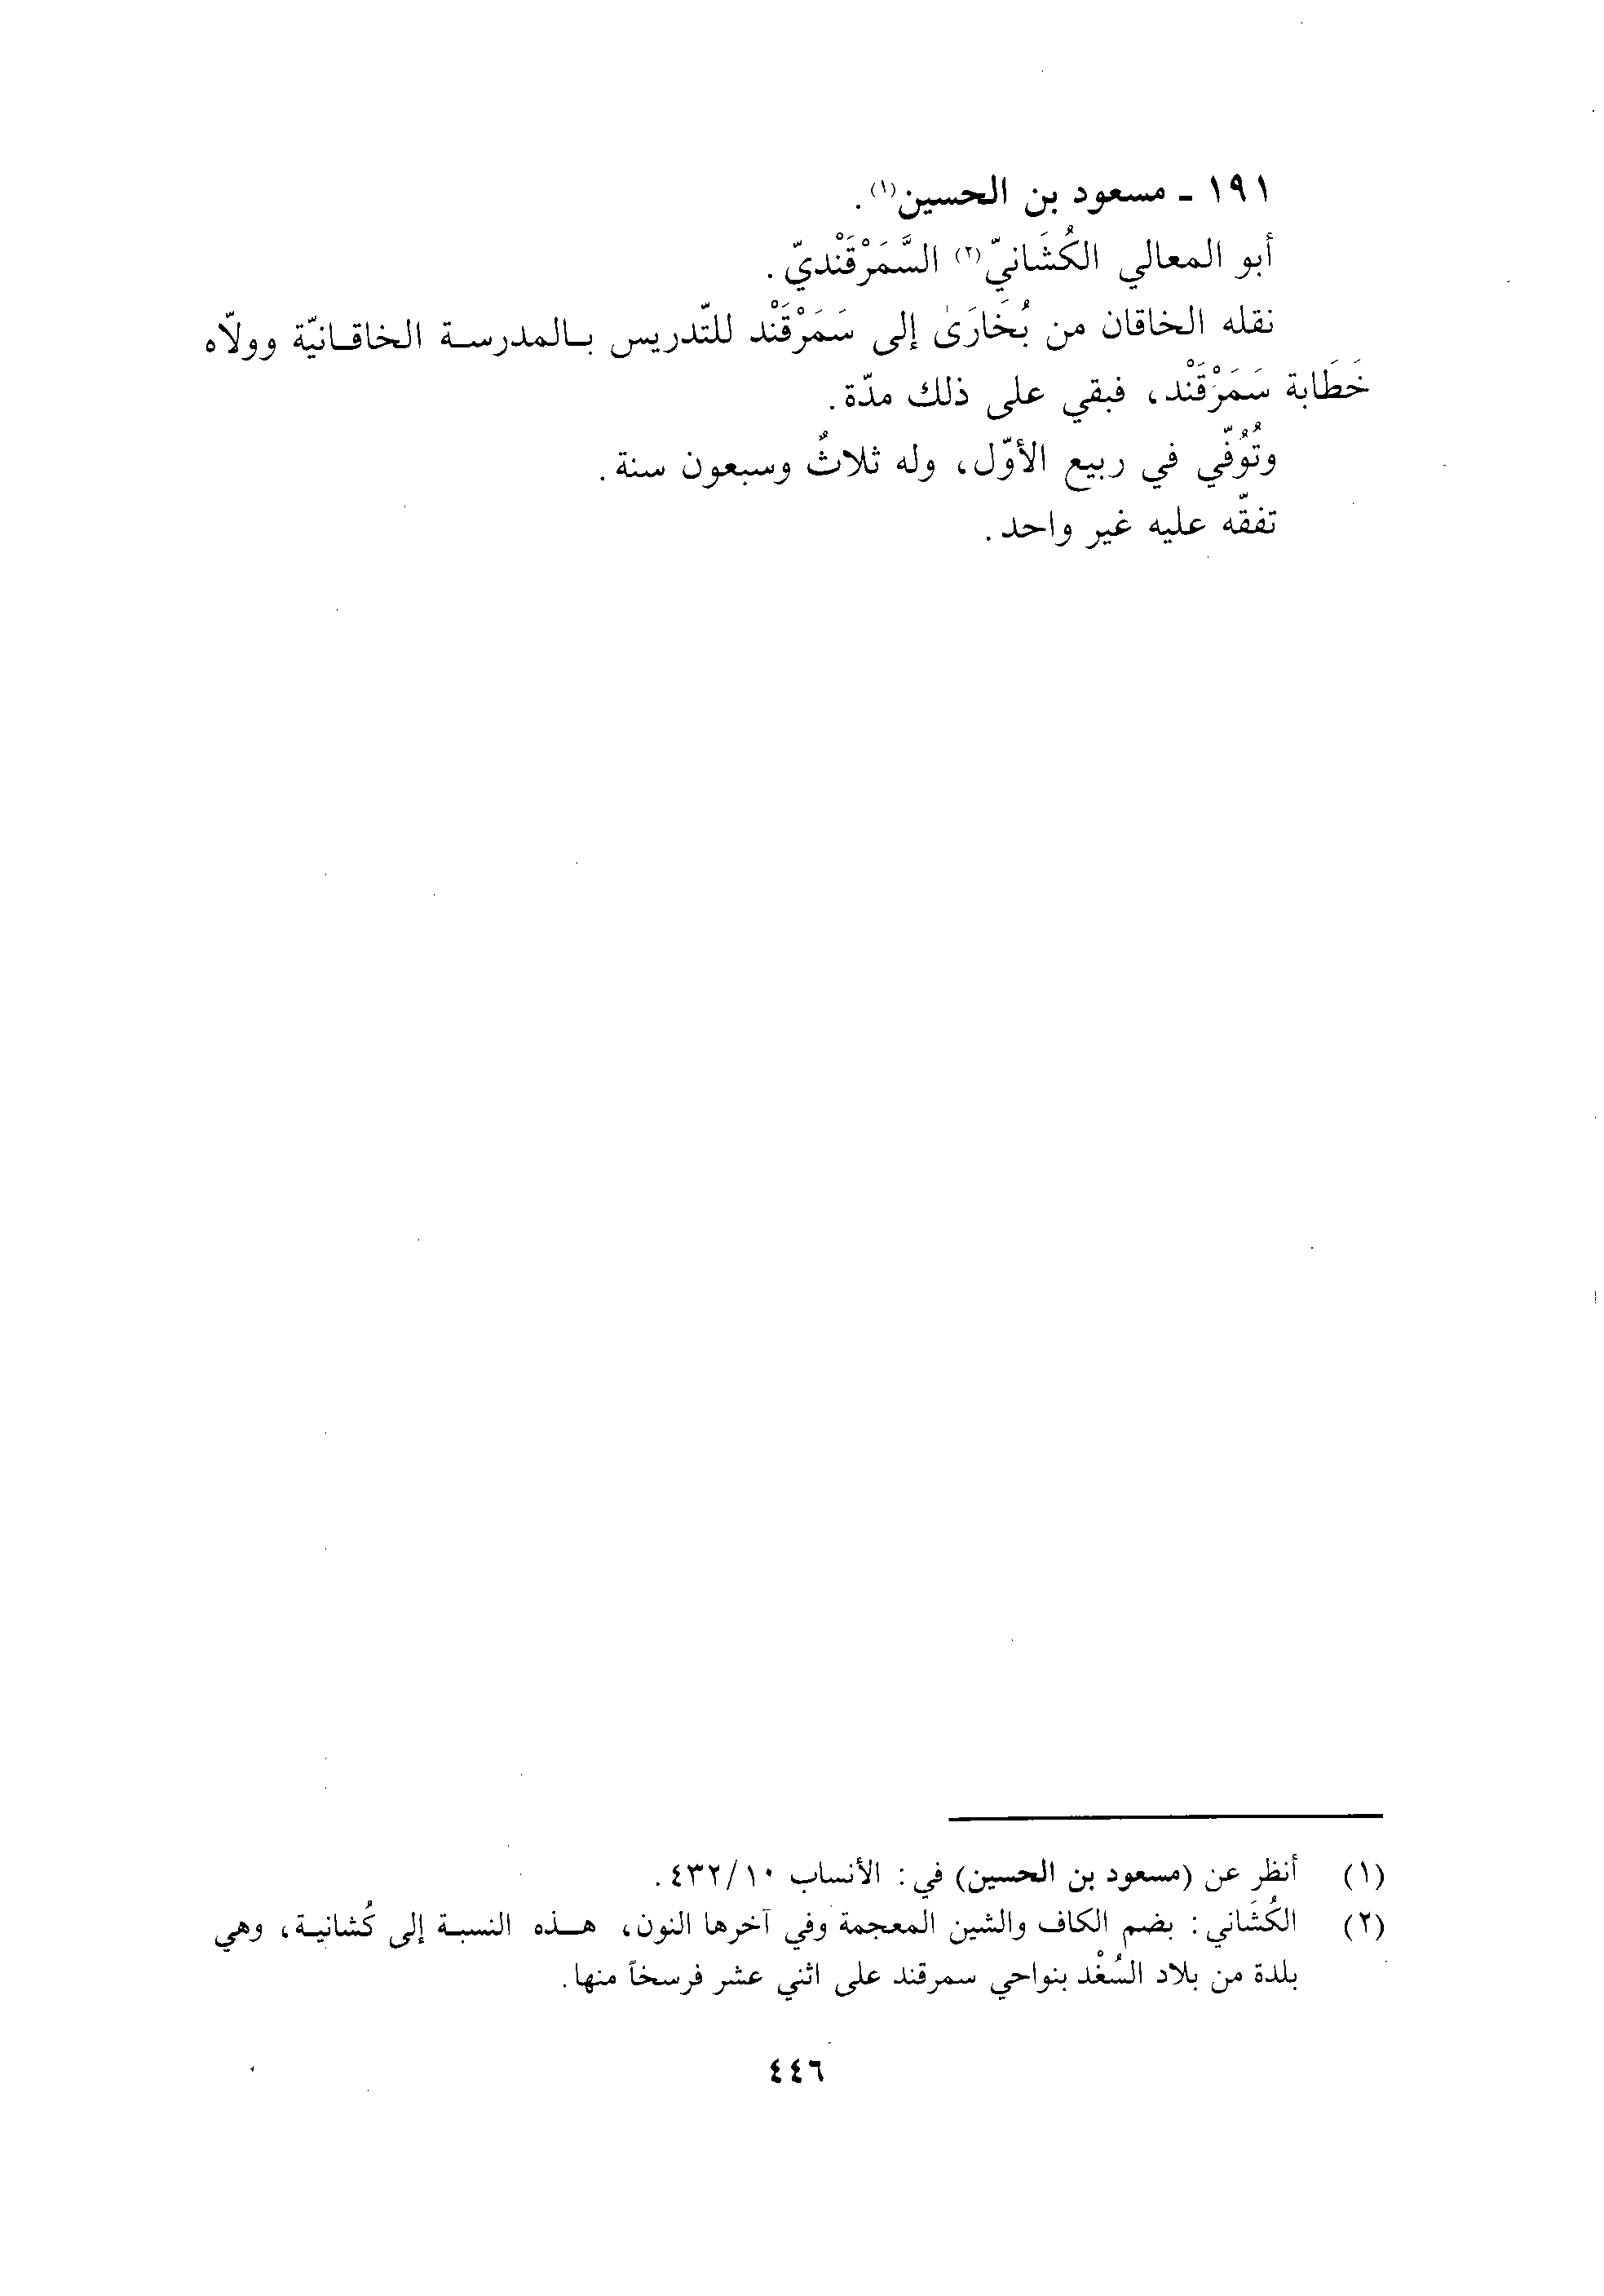 ١٩١ ـ مسعود بن الحسين(١).
أبو المعالي الكُشَانيّ(٢) السَّمَرْقَنْديّ.
نقله الخاقان من بُخَارَىٰ إلى سَمَرْقَنْد للتّدريس بالمدرسة الخاقانيّة وولّاه
خَطَابة سَمَرْقَنْد، فبقي على ذلك مدّة.
وتُوُفّي في ربيع الأوّل، وله ثلاثٌ وسبعون سنة.
تفقّه عليه غير واحد.
(١) أنظر عن (مسعود بن الحسين) في: الأنساب ٤٣٢/١٠.
(٢) الكُشَاني: بضم الكاف والشين المعجمة وفي آخرها النون، هذه النسبة إلى كُشانية، وهي
بلدة من بلاد السُغْد بنواحي سمرقند على اثني عشر فرسخاً منها.
٤٤٦